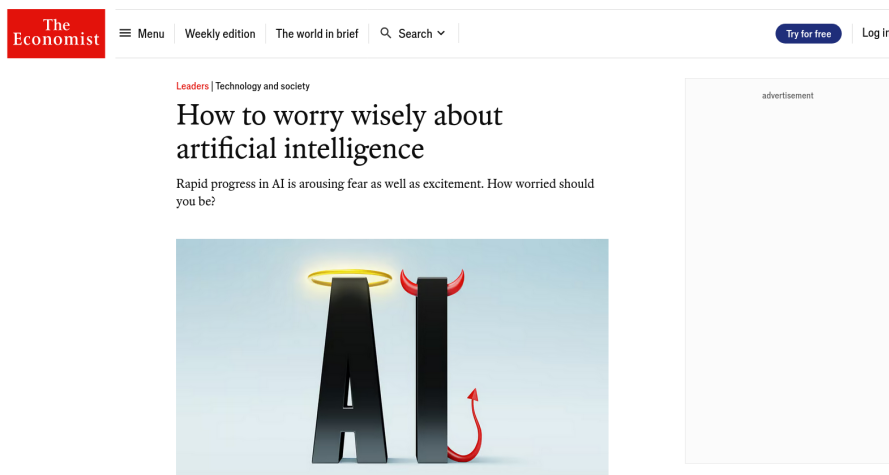 The
Economist
Menu
Weekly edition
The world in brief
Search
Try for free
Log in
Leaders | Technology and society
advertisement
How to worry wisely about
artificial intelligence
Rapid progress in AI is arousing fear as well as excitement. How worried should
you be?
AI